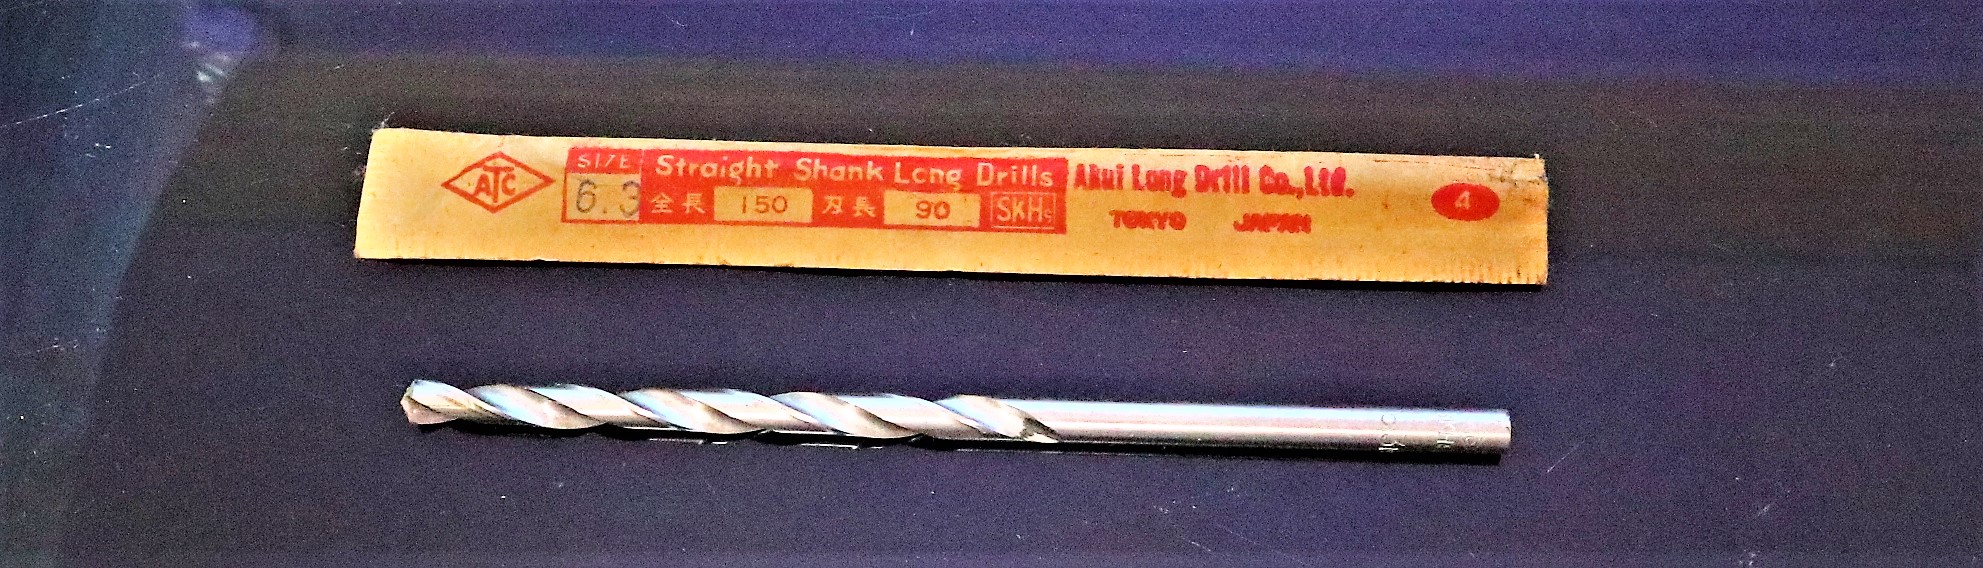 ATC
SIZE
6.3
Straight Shank Long Drills
全長 150 刃長 90 SKH9
Akui Long Drill Co.,Ltd.
TOKYO JAPAN
4